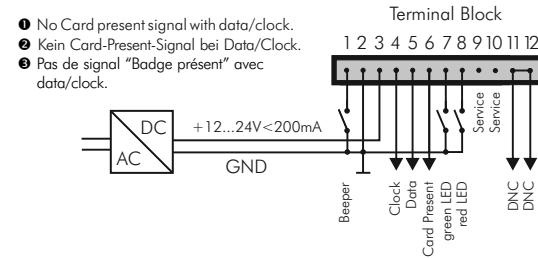 ❶ No Card present signal with data/clock.
❷ Kein Card-Present-Signal bei Data/Clock.
❸ Pas de signal “Badge présent” avec
data/clock.
Terminal Block
1 2 3 4 5 6 7 8 9 10 11 12
DC
AC
+12...24V<200mA
GND
Beeper
Clock
Data
Card Present
green LED
red LED
Service
Service
DNC
DNC